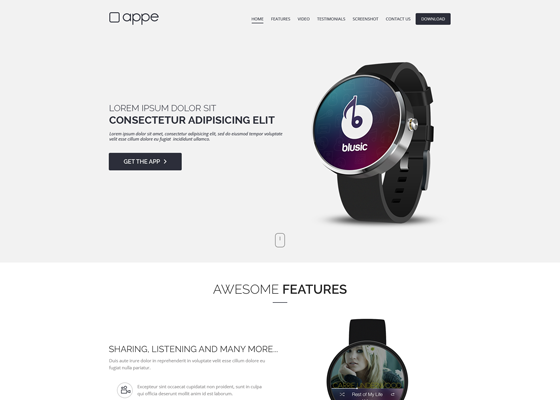 appe
HOME FEATURES VIDEO TESTIMONIALS SCREENSHOT CONTACT US DOWNLOAD
LOREM IPSUM DOLOR SIT
CONSECTETUR ADIPISICING ELIT
Lorem ipsum dolor sit amet, consectetur adipisicing elit, sed do eiusmod tempor voluptate
velit esse cillum dolore eu fugiat incididunt ullamco.
GET THE APP
blusic
AWESOME FEATURES
SHARING, LISTENING AND MANY MORE...
Duis aute irure dolor in reprehenderit in voluptate velit esse cillum dolore eu
fugiat nulla pariatur.
Excepteur sint occaecat cupidatat non proident, sunt in culpa
qui officia deserunt mollit anim id est laborum.
CARRIE UNDERWOOD
Rest of My Life